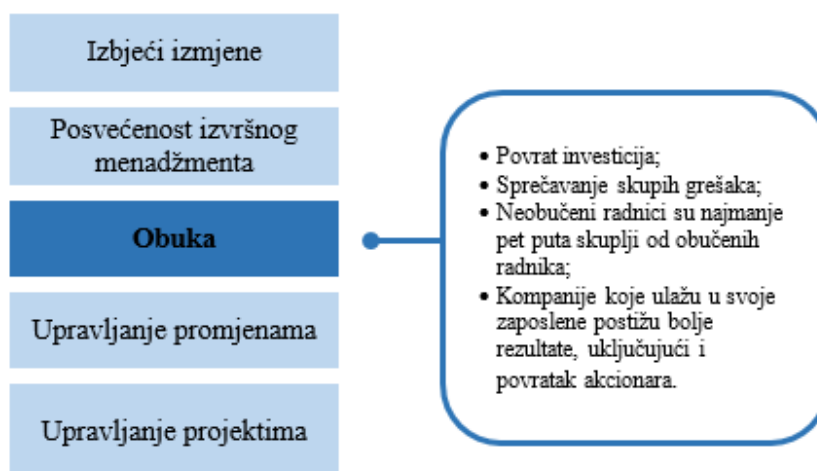 Izbjeći izmjene
Posvećenost izvršnog
menadžmenta
Obuka
Upravljanje promjenama
Upravljanje projektima
• Povrat investicija;
• Sprečavanje skupih grešaka;
• Neobučeni radnici su najmanje
pet puta skuplji od obučenih
radnika;
• Kompanije koje ulažu u svoje
zaposlene postižu bolje
rezultate, uključujući i
povratak akcionara.